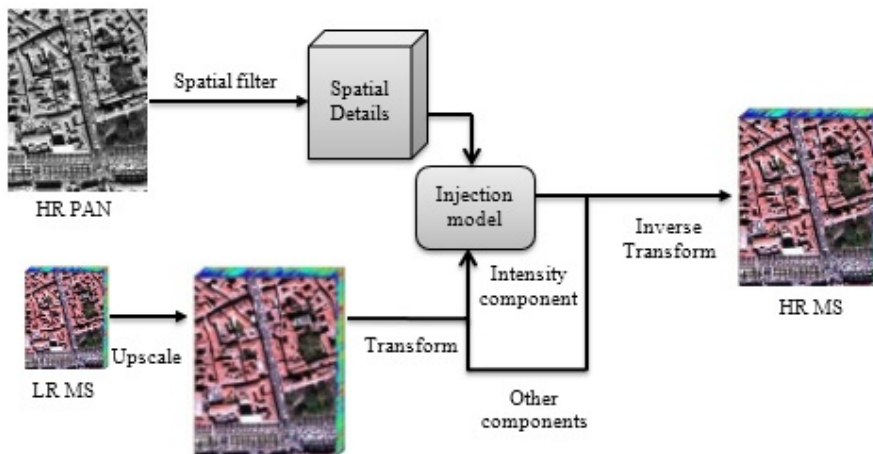 Spatial filter
Spatial
Details
HR PAN
Injection
model
Inverse
Transform
Intensity
component
HR MS
Upscale
Transform
LR MS
Other
components